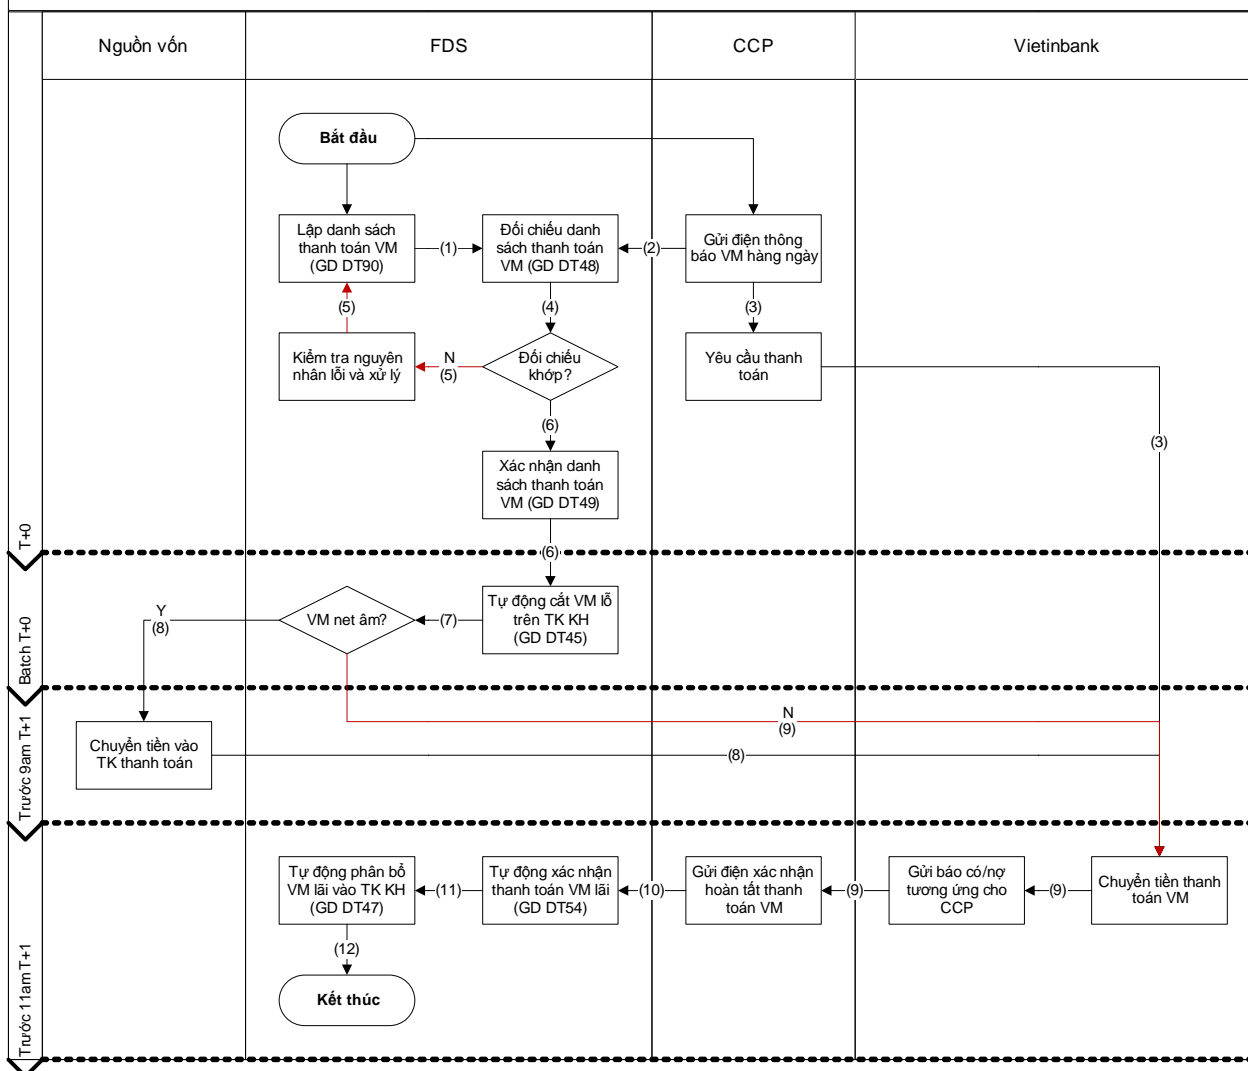 Nguồn vốn
FDS
CCP
Vietinbank
Bắt đầu
Lập danh sách
thanh toán VM
(GD DT90)
(1)
Đối chiếu danh
sách thanh toán
VM (GD DT48)
(2)
Gửi điện thông
báo VM hàng ngày
(5)
(4)
(3)
Kiểm tra nguyên
nhân lỗi và xử lý
N
(5)
Đối chiếu
khớp?
Yêu cầu thanh
toán
(6)
(3)
Xác nhận danh
sách thanh toán
VM (GD DT49)
T+0
(6)
Y
(8)
VM net âm?
(7)
Tự động cắt VM lỗ
trên TK KH
(GD DT45)
Batch T+0
N
(9)
Chuyển tiền vào
TK thanh toán
(8)
Trước 9am T+1
Tự động phân bổ
VM lãi vào TK KH
(GD DT47)
(11)
Tự động xác nhận
thanh toán VM lãi
(GD DT54)
(10)
Gửi điện xác nhận
hoàn tất thanh
toán VM
(9)
Gửi báo có/nợ
tương ứng cho
CCP
(9)
Chuyển tiền thanh
toán VM
(12)
Kết thúc
Trước 11am T+1